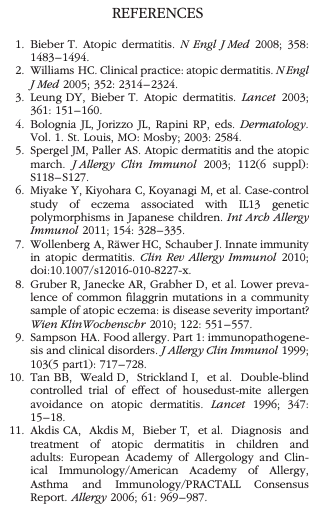 REFERENCES
1. Bieber T. Atopic dermatitis. N Engl J Med 2008; 358:
1483–1494.
2. Williams HC. Clinical practice: atopic dermatitis. N Engl
J Med 2005; 352: 2314–2324.
3. Leung DY, Bieber T. Atopic dermatitis. Lancet 2003;
361: 151–160.
4. Bolognia JL, Jorizzo JL, Rapini RP, eds. Dermatology.
Vol. 1. St. Louis, MO: Mosby; 2003: 2584.
5. Spergel JM, Paller AS. Atopic dermatitis and the atopic
march. J Allergy Clin Immunol 2003; 112(6 suppl):
S118–S127.
6. Miyake Y, Kiyohara C, Koyanagi M, et al. Case-control
study of eczema associated with IL13 genetic
polymorphisms in Japanese children. Int Arch Allergy
Immunol 2011; 154: 328–335.
7. Wollenberg A, Räwer HC, Schauber J. Innate immunity
in atopic dermatitis. Clin Rev Allergy Immunol 2010;
doi:10.1007/s12016-010-8227-x.
8. Gruber R, Janecke AR, Grabher D, et al. Lower preva-
lence of common filaggrin mutations in a community
sample of atopic eczema: is disease severity important?
Wien KlinWochenschr 2010; 122: 551–557.
9. Sampson HA. Food allergy. Part 1: immunopathogene-
sis and clinical disorders. J Allergy Clin Immunol 1999;
103(5 part1): 717–728.
10. Tan BB, Weald D, Strickland I, et al. Double-blind
controlled trial of effect of housedust-mite allergen
avoidance on atopic dermatitis. Lancet 1996; 347:
15–18.
11. Akdis CA, Akdis M, Bieber T, et al. Diagnosis and
treatment of atopic dermatitis in children and
adults: European Academy of Allergology and Clin-
ical Immunology/American Academy of Allergy,
Asthma and Immunology/PRACTALL Consensus
Report. Allergy 2006; 61: 969–987.